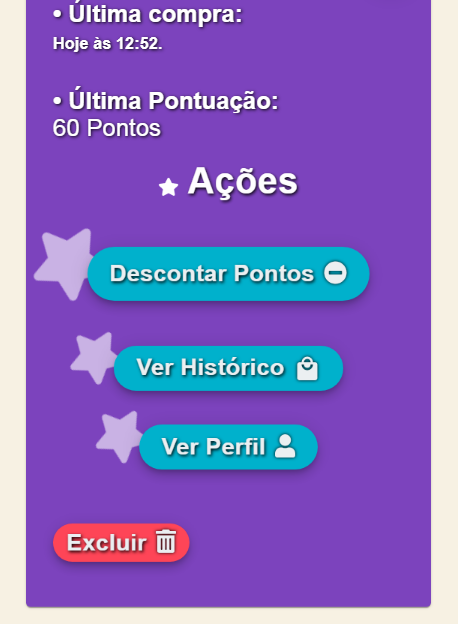 • Última compra:
Hoje às 12:52.
• Última Pontuação:
60 Pontos
Ações
Descontar Pontos
Ver Histórico
Ver Perfil
Excluir